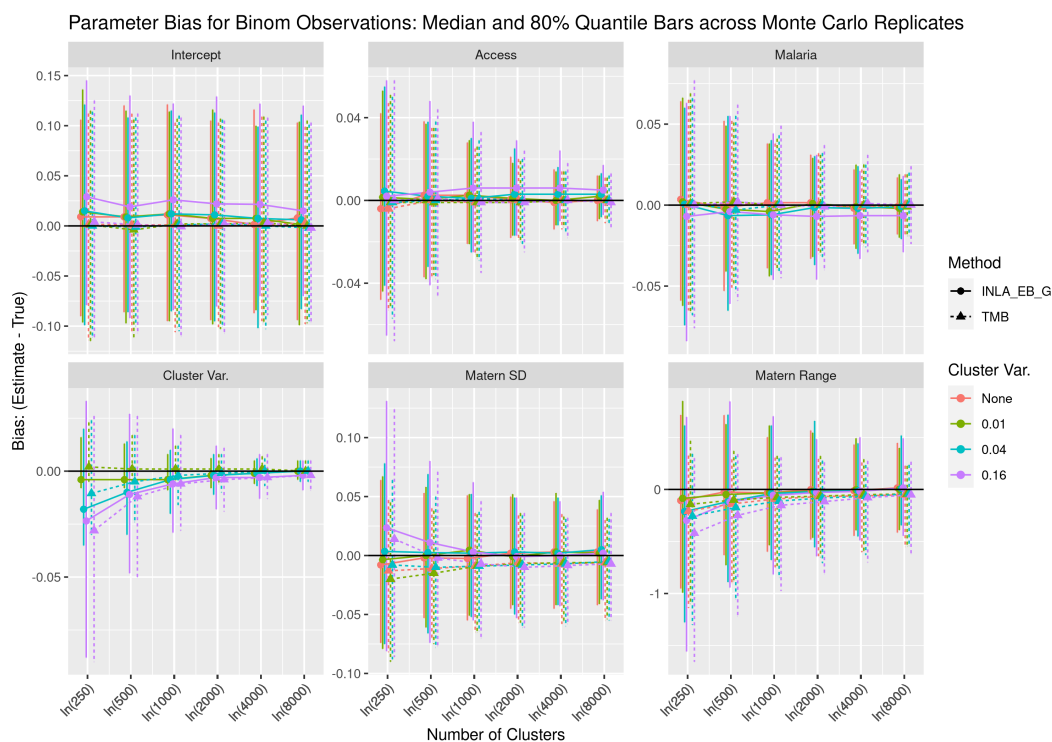 Parameter Bias for Binom Observations: Median and 80% Quantile Bars across Monte Carlo Replicates
Intercept
Access
Malaria
0.15
0.10
0.05
0.00
-0.05
-0.10
0.04
0.00
-0.04
0.05
0.00
-0.05
Cluster Var.
Matern SD
Matern Range
0.00
-0.05
0.10
0.05
0.00
-0.05
-0.10
0
-1
ln(250)
ln(500)
ln(1000)
ln(2000)
ln(4000)
ln(8000)
ln(250)
ln(500)
ln(1000)
ln(2000)
ln(4000)
ln(8000)
ln(250)
ln(500)
ln(1000)
ln(2000)
ln(4000)
ln(8000)
Number of Clusters
Bias: (Estimate - True)
Method
INLA_EB_G
TMB
Cluster Var.
None
0.01
0.04
0.16